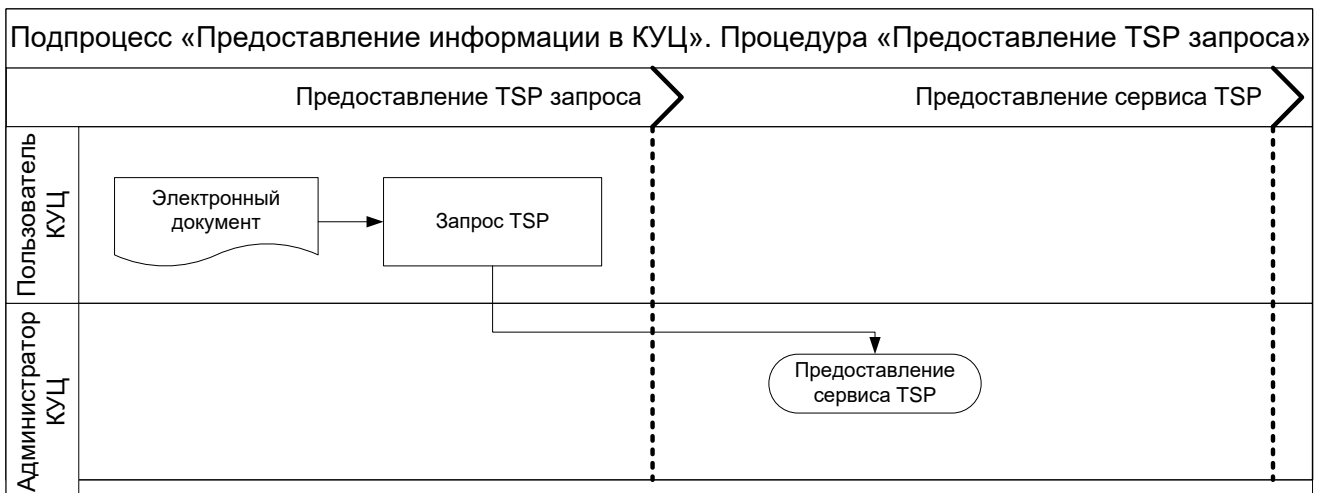 Подпроцесс «Предоставление информации в КУЦ». Процедура «Предоставление TSP запроса»
Предоставление TSP запроса
Предоставление сервиса TSP
Пользователь
КУЦ
Электронный
документ
Запрос TSP
Администратор
КУЦ
Предоставление
сервиса TSP